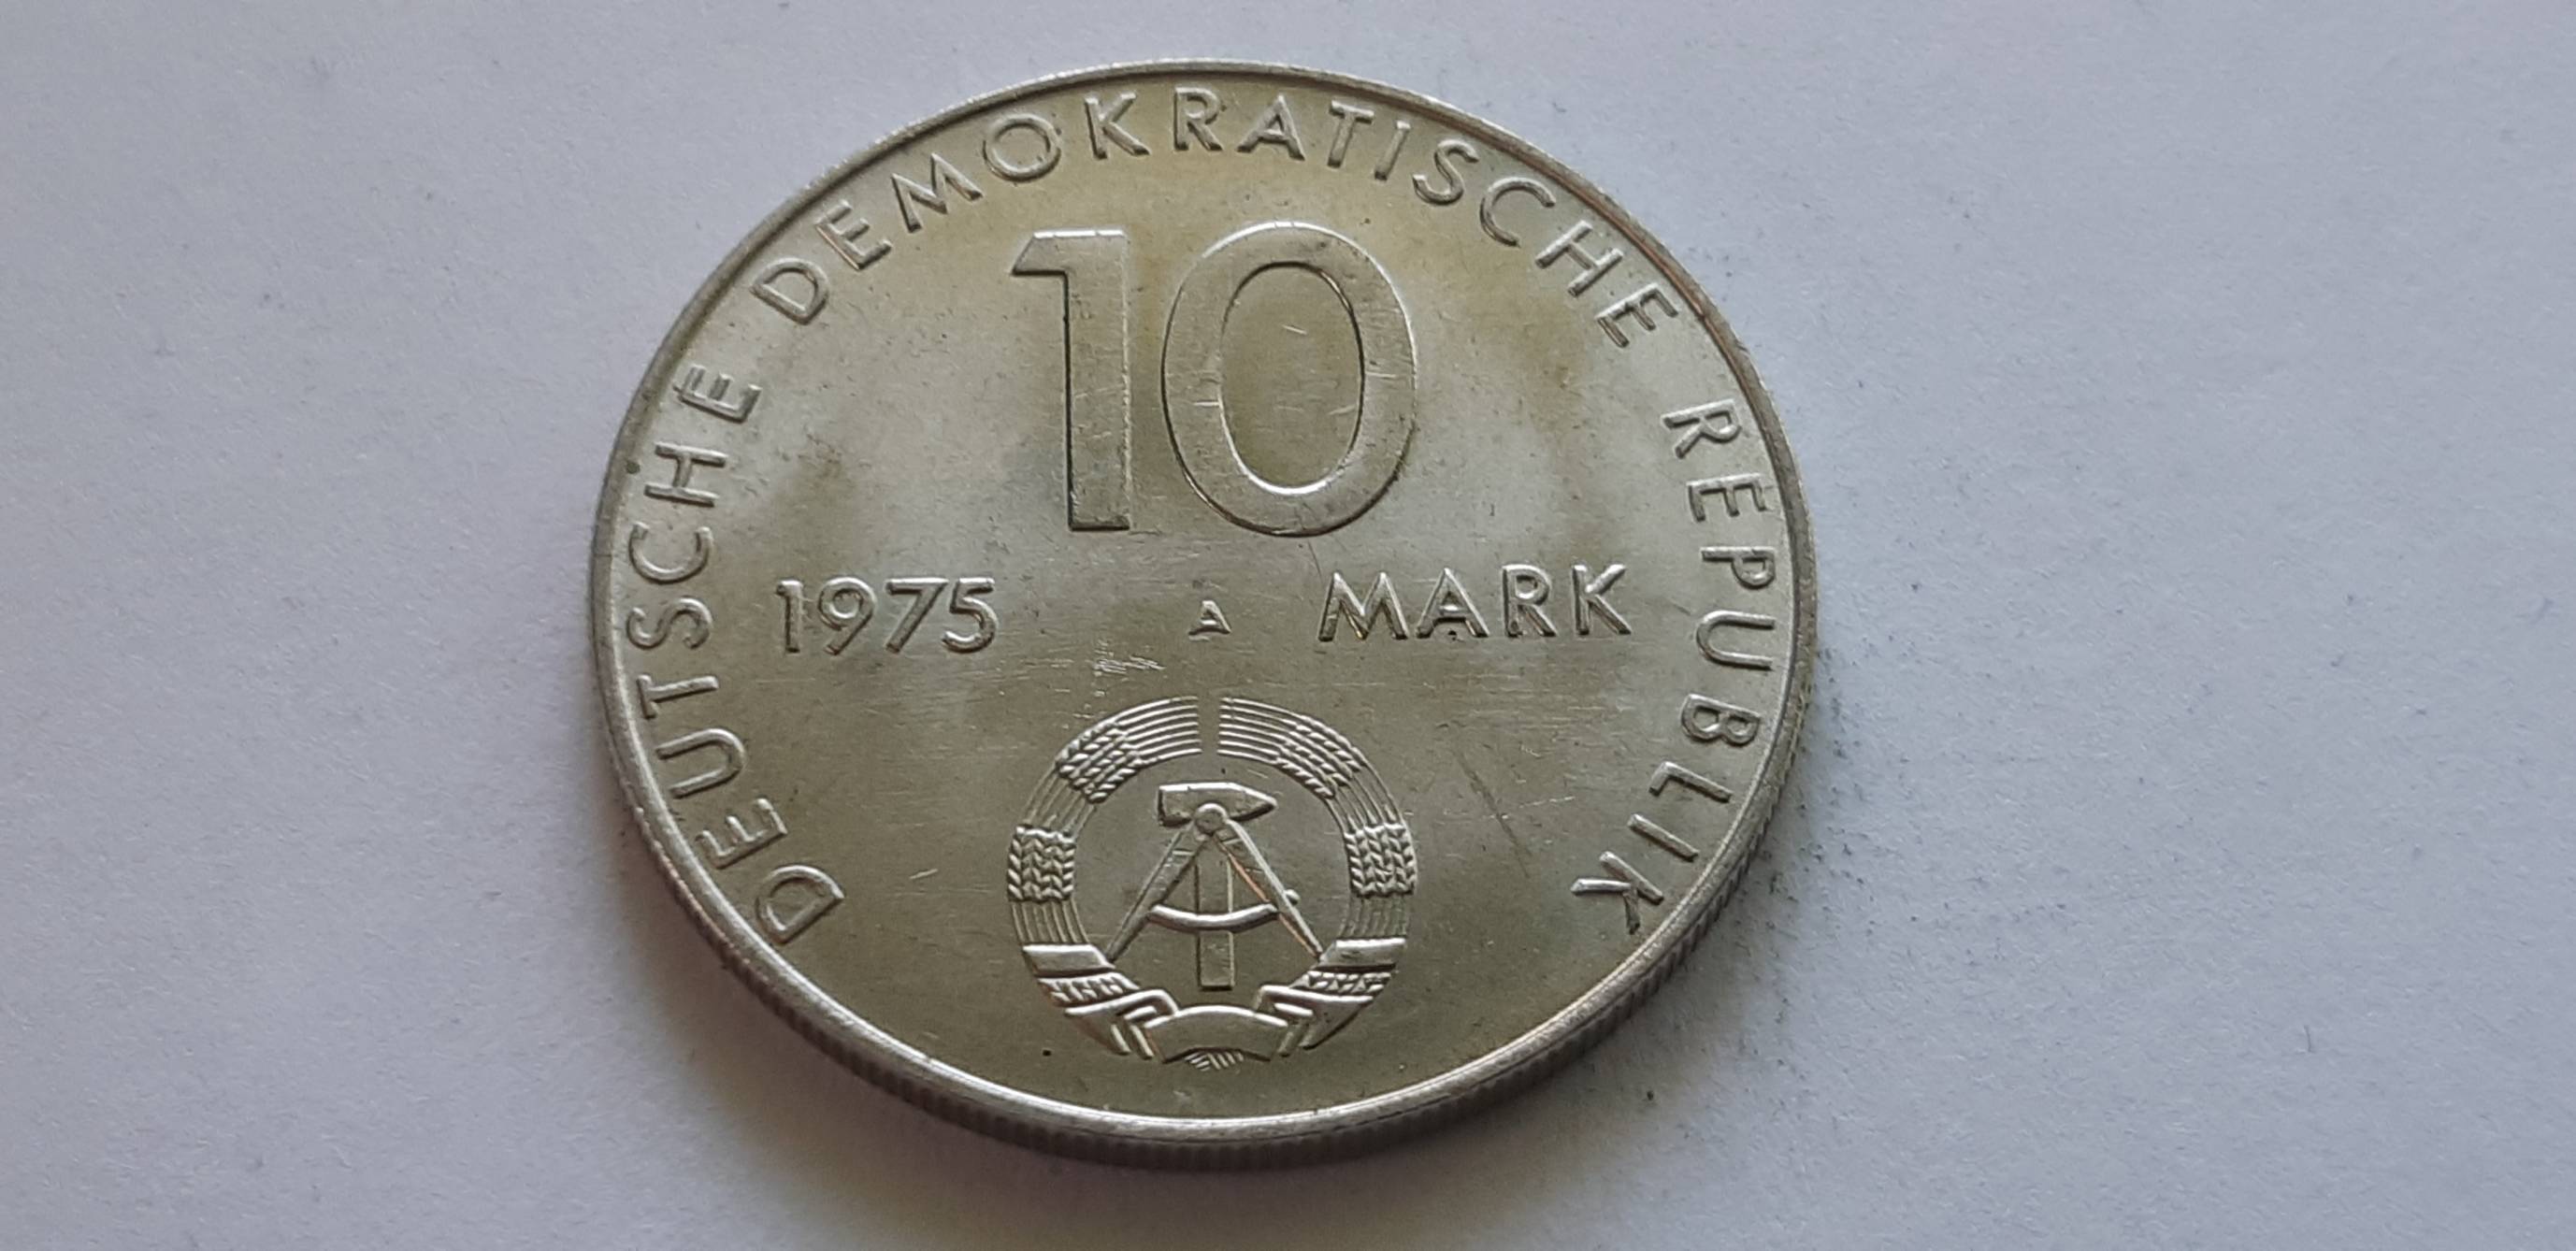 DEUTSCHE DEMOKRATISCHE REPUBLIK
10
1975 A MARK